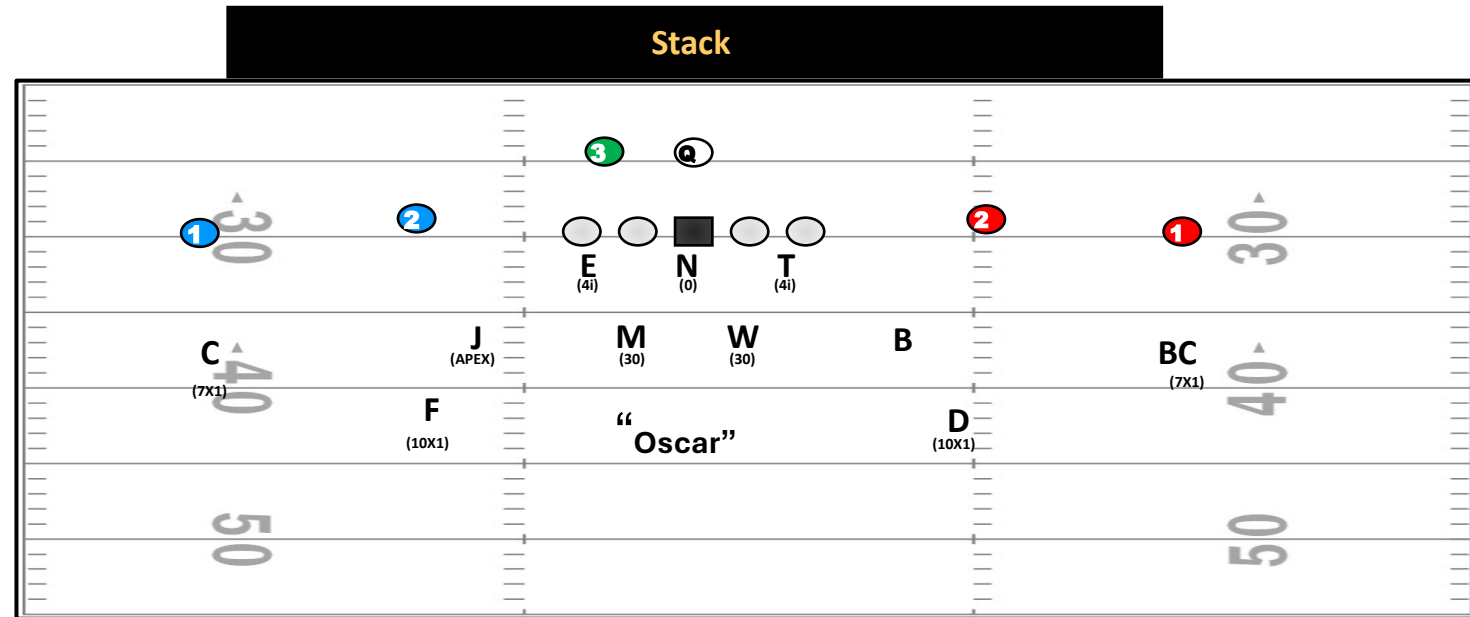 Stack
3 Q
1 2 2 1
30 30
E N T
(4i) (0) (4i)
J M W B
(APEX) (30) (30)
C BC
(7X1) (7X1)
40 40
F "Oscar" D
(10X1) (10X1)
50 50